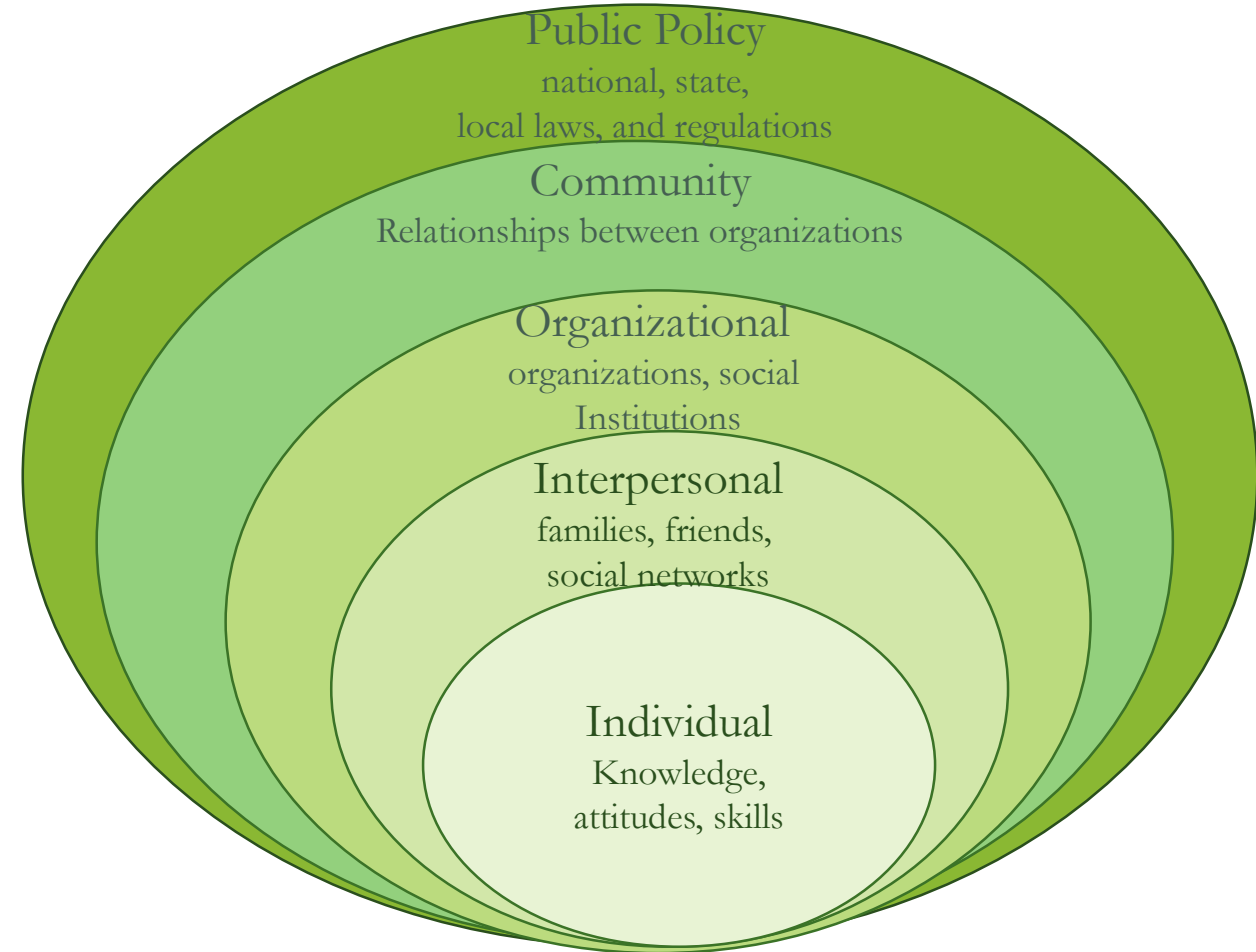 Public Policy
national, state,
local laws, and regulations
Community
Relationships between organizations
Organizational
organizations, social
Institutions
Interpersonal
families, friends,
social networks
Individual
Knowledge,
attitudes, skills